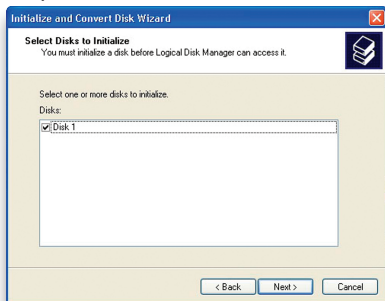 Initialize and Convert Disk Wizard
Select Disks to Initialize
You must initialize a disk before Logical Disk Manager can access it.
Select one or more disks to initialize.
Disks:
Disk 1
< Back Next > Cancel